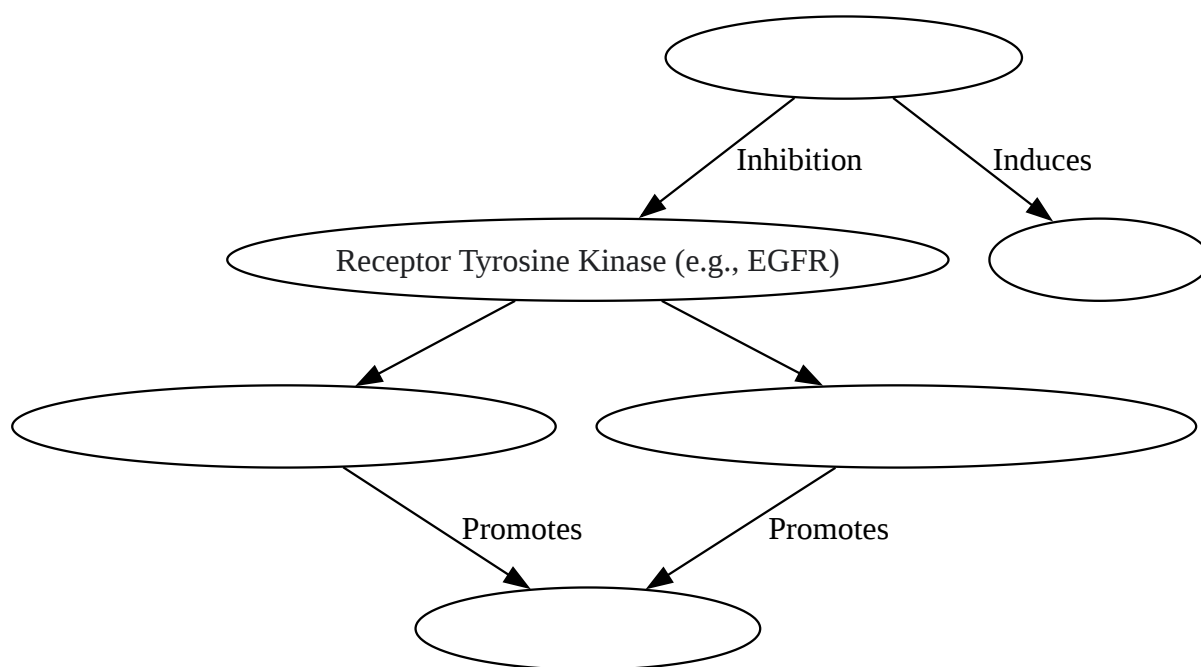 Inhibition
Induces
Receptor Tyrosine Kinase (e.g., EGFR)
Promotes
Promotes